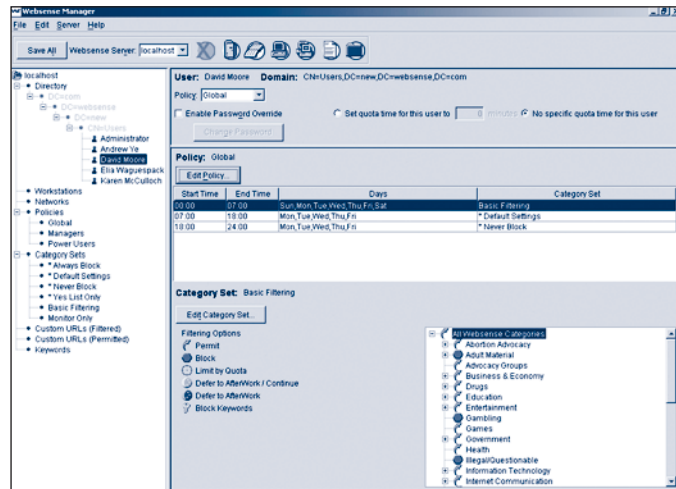 Websense Manager
File Edit Server Help
Save All Websense Server: localhost
localhost
Directory
DC=com
DC=websense
DC=new
CN=Users
Administrator
Andrew Ye
David Moore
Elia Waguespack
Karen McCulloch
Workstations
Networks
Policies
Global
Managers
Power Users
Category Sets
* Always Block
* Default Settings
* Never Block
* Yes List Only
Basic Filtering
Monitor Only
Custom URLs (Filtered)
Custom URLs (Permitted)
Keywords
User: David Moore Domain: CN=Users,DC=new,DC=websense,DC=com
Policy: Global
Enable Password Override Set quota time for this user to 0 minutes No specific quota time for this user
Change Password
Policy: Global
Edit Policy...
Start Time End Time Days Category Set
00:00 07:00 Sun,Mon,Tue,Wed,Thu,Fri,Sat Basic Filtering
07:00 18:00 Mon,Tue,Wed,Thu,Fri * Default Settings
18:00 24:00 Mon,Tue,Wed,Thu,Fri * Never Block
Category Set: Basic Filtering
Edit Category Set...
Filtering Options
Permit
Block
Limit by Quota
Defer to AfterWork / Continue
Defer to AfterWork
Block Keywords
All Websense Categories
Abortion Advocacy
Adult Material
Advocacy Groups
Business & Economy
Drugs
Education
Entertainment
Gambling
Games
Government
Health
Illegal/Questionable
Information Technology
Internet Communication